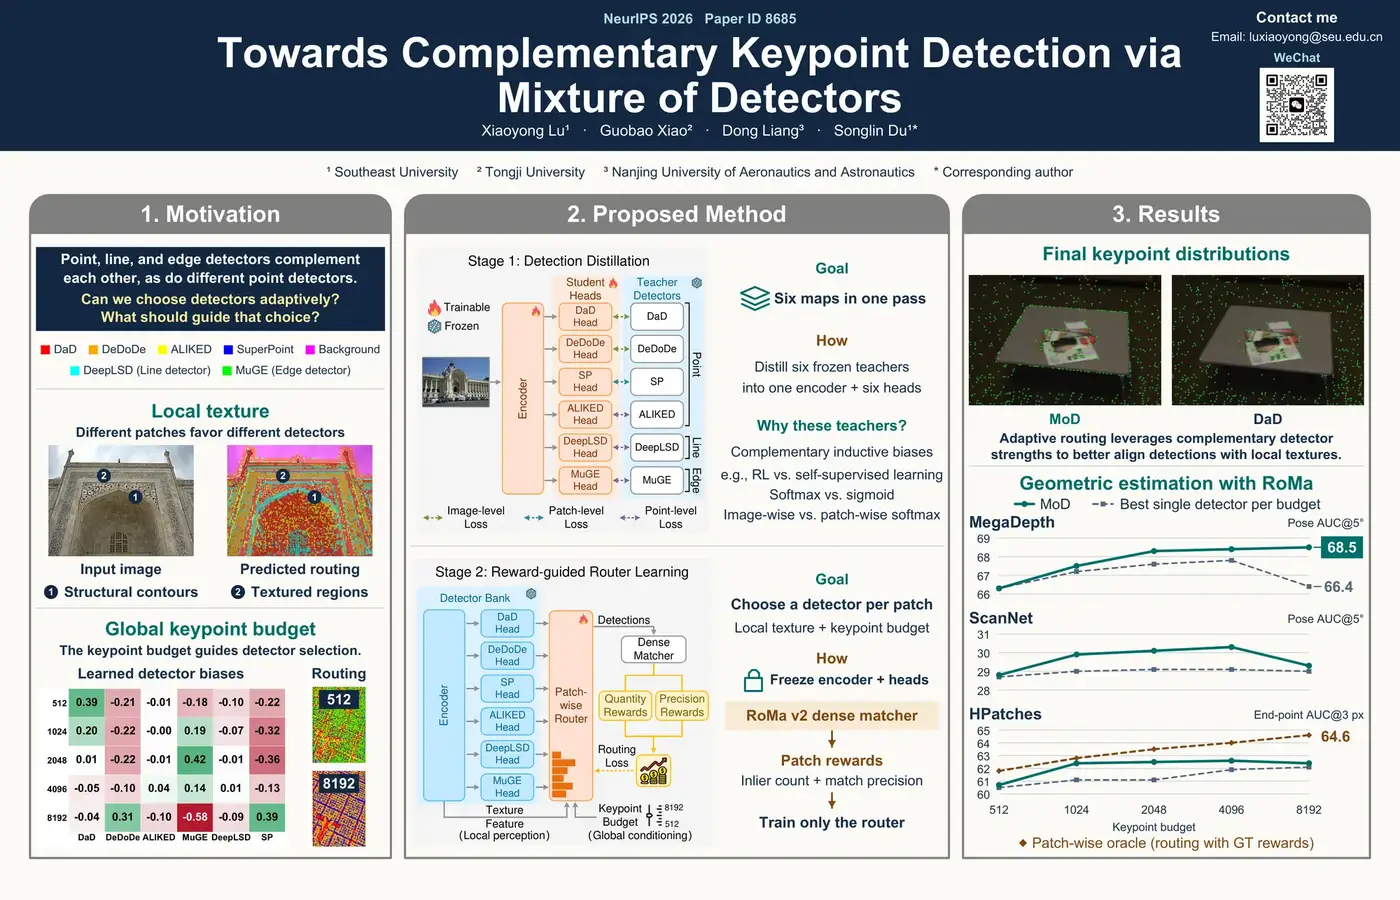 NeurIPS 2026 Paper ID 8685
Towards Complementary Keypoint Detection via
Mixture of Detectors
Xiaoyong Lu¹ · Guobao Xiao² · Dong Liang³ · Songlin Du¹*
Contact me
Email: luxiaoyong@seu.edu.cn
WeChat
¹ Southeast University ² Tongji University ³ Nanjing University of Aeronautics and Astronautics * Corresponding author
1. Motivation
Point, line, and edge detectors complement
each other, as do different point detectors.
Can we choose detectors adaptively?
What should guide that choice?
DaD DeDoDe ALIKED SuperPoint Background
DeepLSD (Line detector) MuGE (Edge detector)
Local texture
Different patches favor different detectors
2 1
2 1
Input image Predicted routing
1 Structural contours 2 Textured regions
Global keypoint budget
The keypoint budget guides detector selection.
Learned detector biases Routing
512 0.39 -0.21 -0.01 -0.18 -0.10 -0.22
1024 0.20 -0.22 -0.00 0.19 -0.07 -0.32
2048 0.01 -0.22 -0.01 0.42 -0.01 -0.36
4096 -0.05 -0.10 0.04 0.14 0.01 -0.13
8192 -0.04 0.31 -0.10 -0.58 -0.09 0.39
DaD DeDoDe ALIKED MuGE DeepLSD SP
512
8192
2. Proposed Method
Stage 1: Detection Distillation
Trainable
Frozen
Student
Heads
Teacher
Detectors
Encoder
DaD
Head
DaD
DeDoDe
Head
DeDoDe
SP
Head
SP
ALIKED
Head
ALIKED
DeepLSD
Head
DeepLSD
MuGE
Head
MuGE
Point
Line
Edge
Image-level
Loss
Patch-level
Loss
Point-level
Loss
Goal
Six maps in one pass
How
Distill six frozen teachers
into one encoder + six heads
Why these teachers?
Complementary inductive biases
e.g., RL vs. self-supervised learning
Softmax vs. sigmoid
Image-wise vs. patch-wise softmax
Stage 2: Reward-guided Router Learning
Detector Bank
Encoder
DaD
Head
DeDoDe
Head
SP
Head
ALIKED
Head
DeepLSD
Head
MuGE
Head
Patch-
wise
Router
Detections
Dense
Matcher
Quantity
Rewards
Precision
Rewards
Routing
Loss
Texture
Feature
(Local perception)
Keypoint
Budget
8192
512
(Global conditioning)
Goal
Choose a detector per patch
Local texture + keypoint budget
How
Freeze encoder + heads
RoMa v2 dense matcher
Patch rewards
Inlier count + match precision
Train only the router
3. Results
Final keypoint distributions
MoD DaD
Adaptive routing leverages complementary detector
strengths to better align detections with local textures.
Geometric estimation with RoMa
MoD Best single detector per budget
MegaDepth Pose AUC@5°
69
68
67
66
68.5
66.4
ScanNet Pose AUC@5°
31
30
29
28
HPatches End-point AUC@3 px
65
64
63
62
61
60
64.6
512 1024 2048 4096 8192
Keypoint budget
Patch-wise oracle (routing with GT rewards)